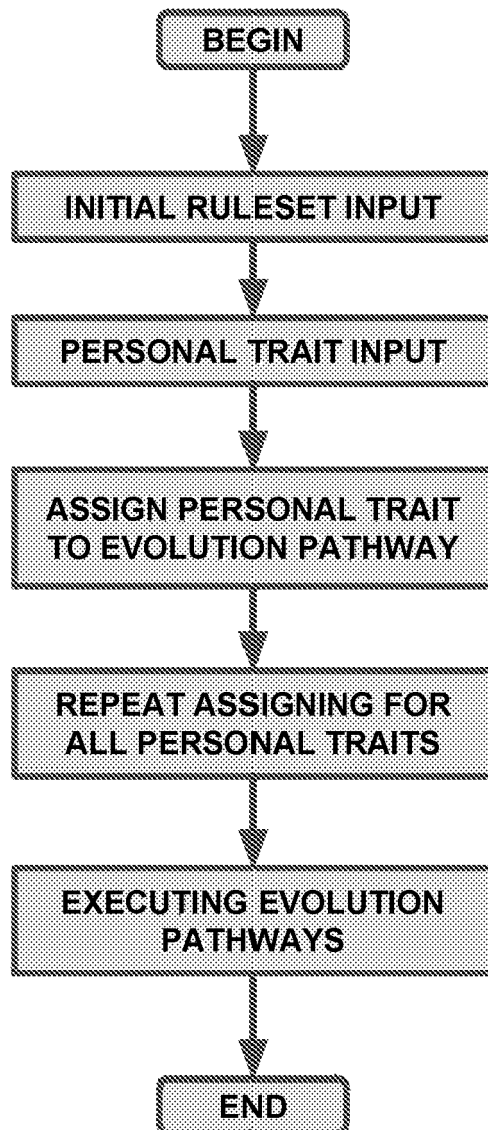 BEGIN
INITIAL RULESET INPUT
PERSONAL TRAIT INPUT
ASSIGN PERSONAL TRAIT
TO EVOLUTION PATHWAY
REPEAT ASSIGNING FOR
ALL PERSONAL TRAITS
EXECUTING EVOLUTION
PATHWAYS
END